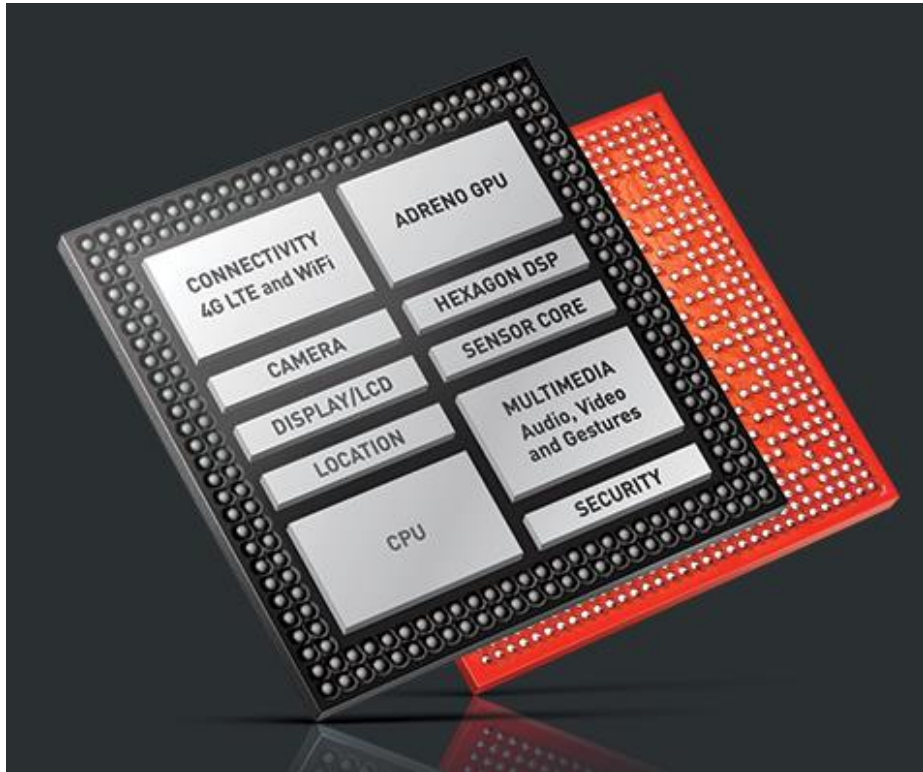 CONNECTIVITY
4G LTE and WiFi
ADRENO GPU
HEXAGON DSP
SENSOR CORE
CAMERA
DISPLAY/LCD
LOCATION
MULTIMEDIA
Audio, Video
and Gestures
CPU
SECURITY